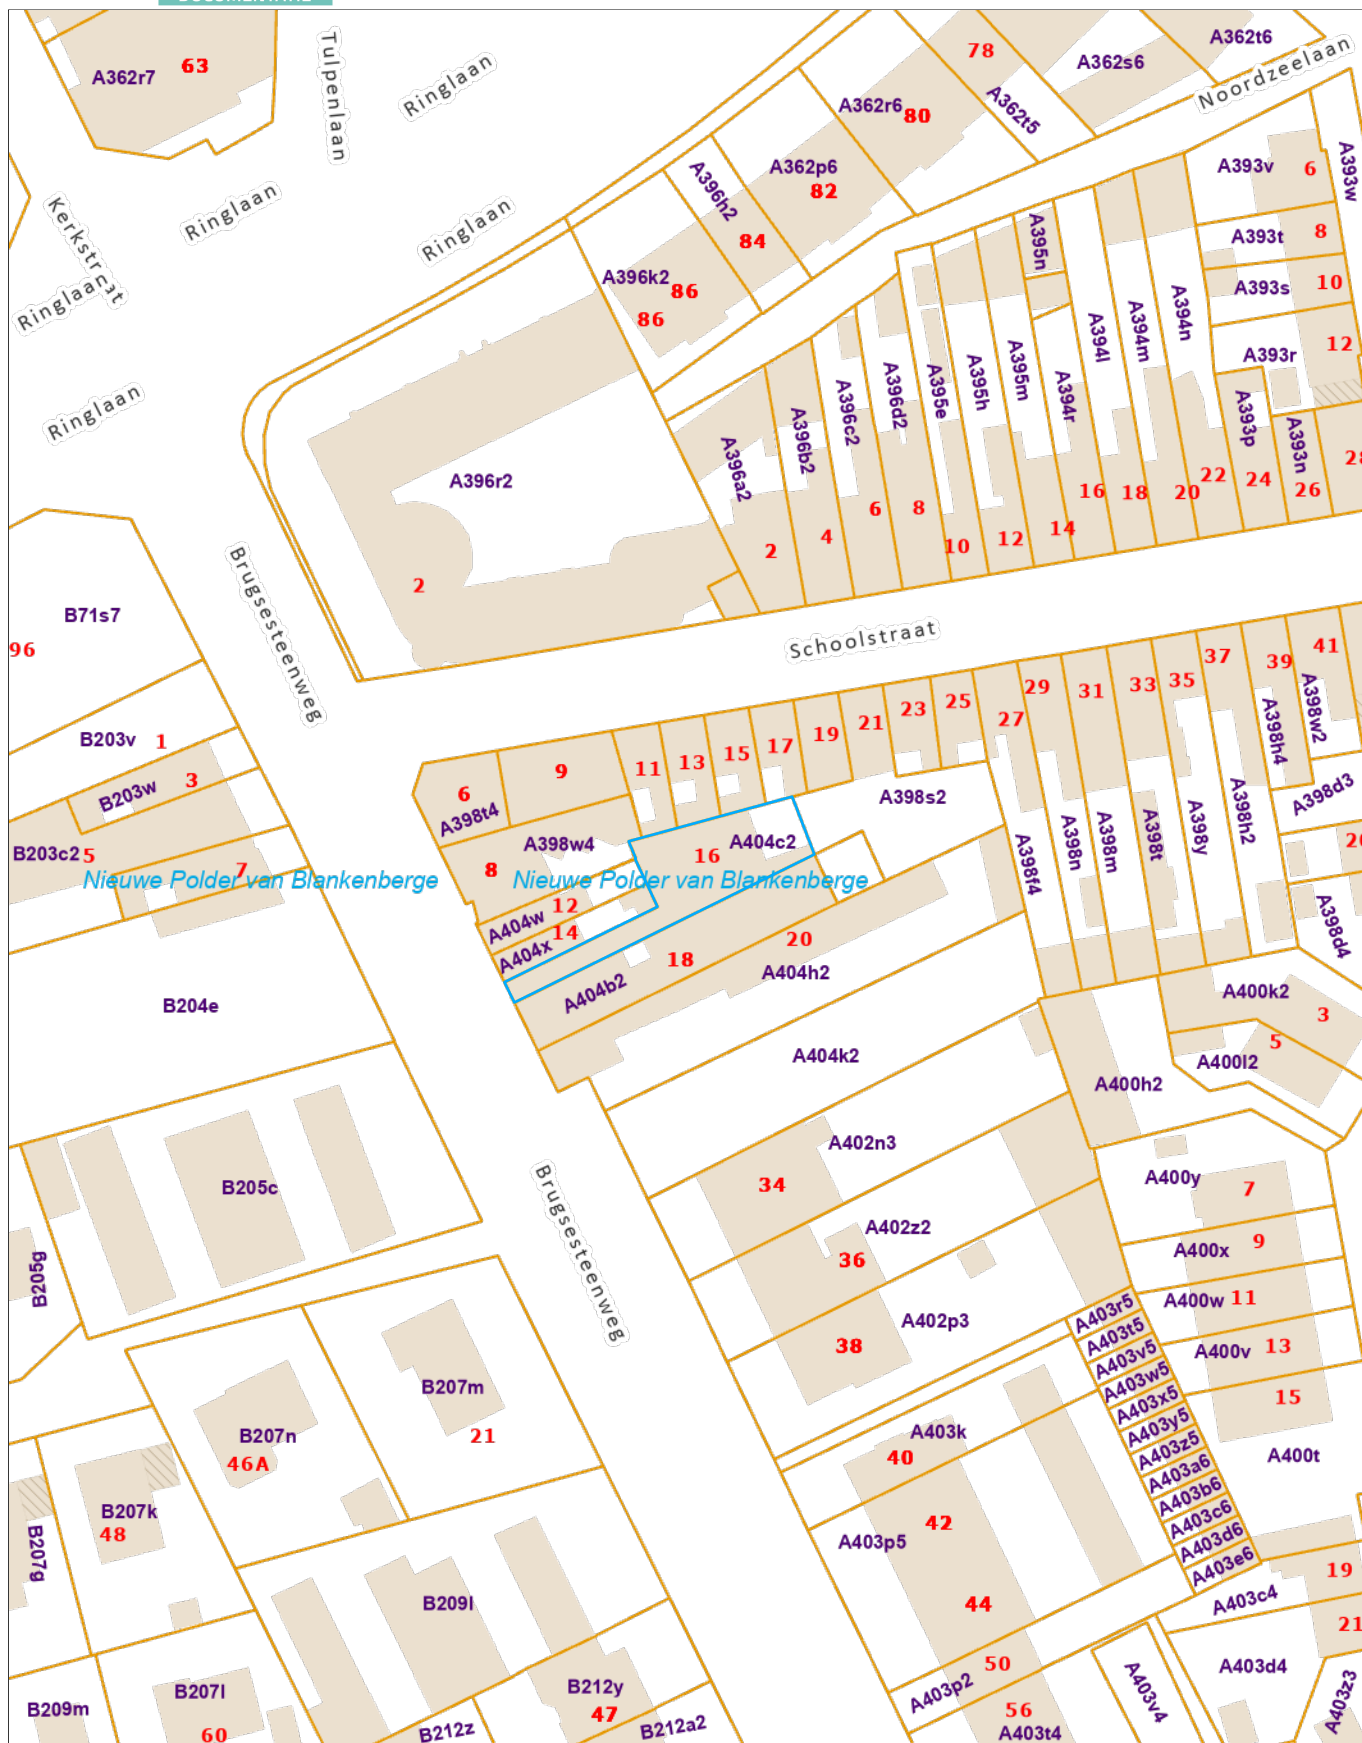 A362r7
63
Tulpenlaan
Ringlaan
78
A362t6
A362s6
Noordzeelaan
A362r6
80
A362t5
A362p6
82
A393v
6
A393w
Kerkstraat
Ringlaan
Ringlaan
A396h2
84
A395n
A393t
8
A396k2
86
86
A393s
10
Ringlaan
A394l
A394m
A394n
12
A393r
Ringlaan
A396a2
A396b2
A396c2
A396d2
A395e
A395h
A395m
A394r
A393p
A393n
A396r2
2
2
4
6
8
10
12
14
16
18
20
22
24
26
28
Brugsesteenweg
B71s7
96
Schoolstraat
B203v
1
B203w
3
B203c2
5
7
6
A398t4
9
11
13
15
17
19
21
23
25
27
29
31
33
35
37
39
41
A398w2
A398h4
A398d3
A398s2
A398w4
8
A404c2
16
A398f4
A398n
A398m
A398t
A398y
A398h2
Nieuwe Polder van Blankenberge
Nieuwe Polder van Blankenberge
A404w
12
A404x
14
18
20
A404b2
A404h2
A398d4
B204e
A400k2
3
5
A400l2
A404k2
A400h2
A402n3
34
B205c
B205g
Brugsesteenweg
A400y
7
A402z2
36
A400x
9
A400w
11
A402p3
38
A400v
13
A403r5
A403t5
A403v5
A403w5
A403x5
A403y5
A403z5
A403a6
A403b6
A403c6
A403d6
A403e6
15
A400t
B207m
21
B207n
46A
A403k
40
42
A403p5
44
B207k
48
B207g
B209l
19
A403c4
21
50
A403p2
56
A403t4
A403v4
A403d4
A403z3
B209m
B207l
60
B212y
47
B212z
B212a2